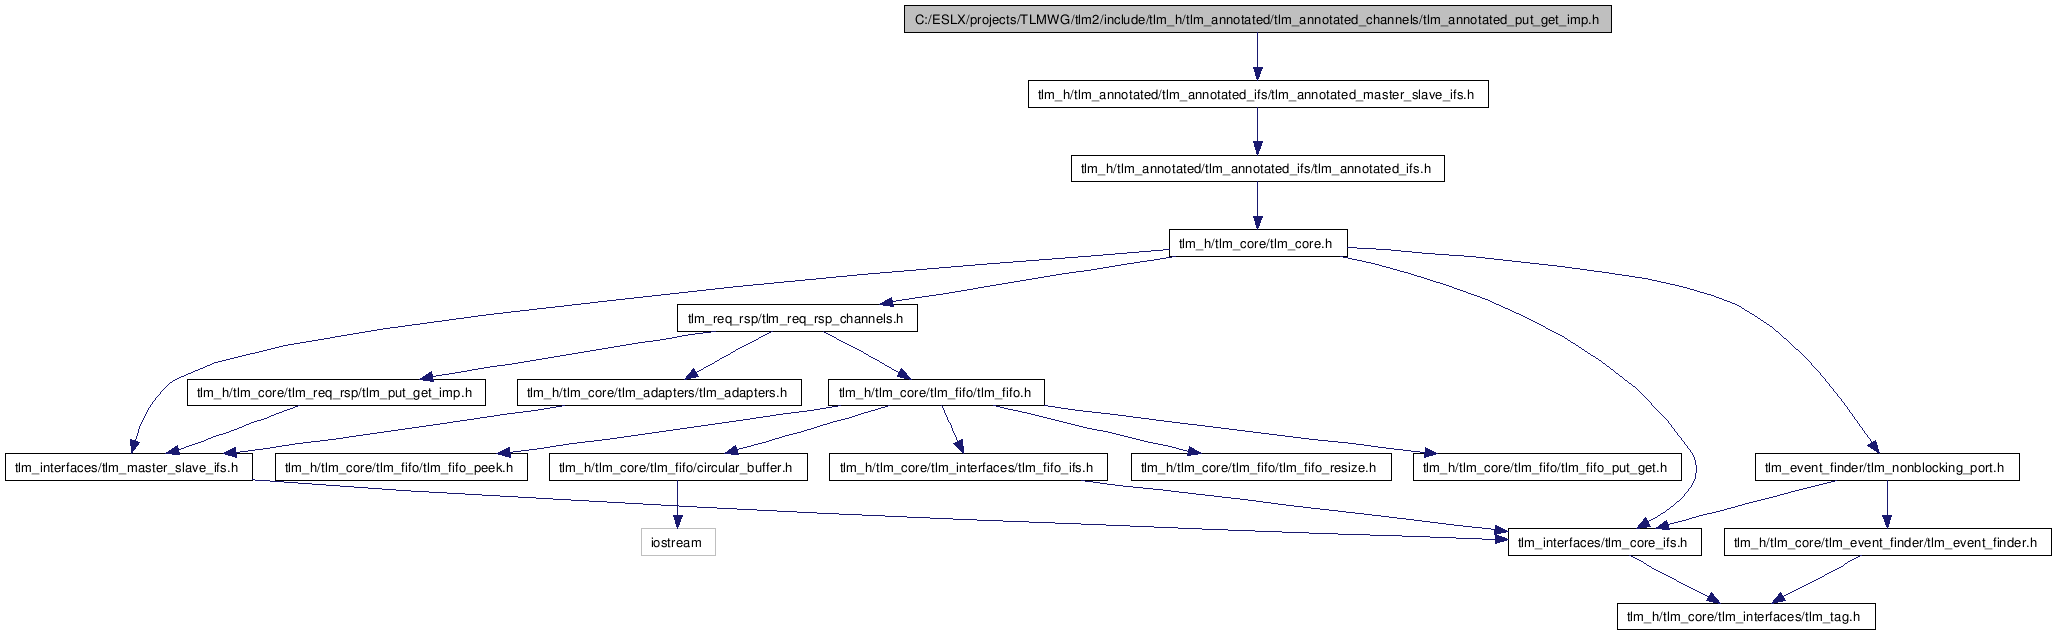 C:/ESLX/projects/TLMWG/tlm2/include/tlm_h/tlm_annotated/tlm_annotated_channels/tlm_annotated_put_get_imp.h
tlm_h/tlm_annotated/tlm_annotated_ifs/tlm_annotated_master_slave_ifs.h
tlm_h/tlm_annotated/tlm_annotated_ifs/tlm_annotated_ifs.h
tlm_h/tlm_core/tlm_core.h
tlm_req_rsp/tlm_req_rsp_channels.h
tlm_h/tlm_core/tlm_req_rsp/tlm_put_get_imp.h
tlm_h/tlm_core/tlm_adapters/tlm_adapters.h
tlm_h/tlm_core/tlm_fifo/tlm_fifo.h
tlm_interfaces/tlm_master_slave_ifs.h
tlm_h/tlm_core/tlm_fifo/tlm_fifo_peek.h
tlm_h/tlm_core/tlm_fifo/circular_buffer.h
tlm_h/tlm_core/tlm_interfaces/tlm_fifo_ifs.h
tlm_h/tlm_core/tlm_fifo/tlm_fifo_resize.h
tlm_h/tlm_core/tlm_fifo/tlm_fifo_put_get.h
tlm_event_finder/tlm_nonblocking_port.h
iostream
tlm_interfaces/tlm_core_ifs.h
tlm_h/tlm_core/tlm_event_finder/tlm_event_finder.h
tlm_h/tlm_core/tlm_interfaces/tlm_tag.h